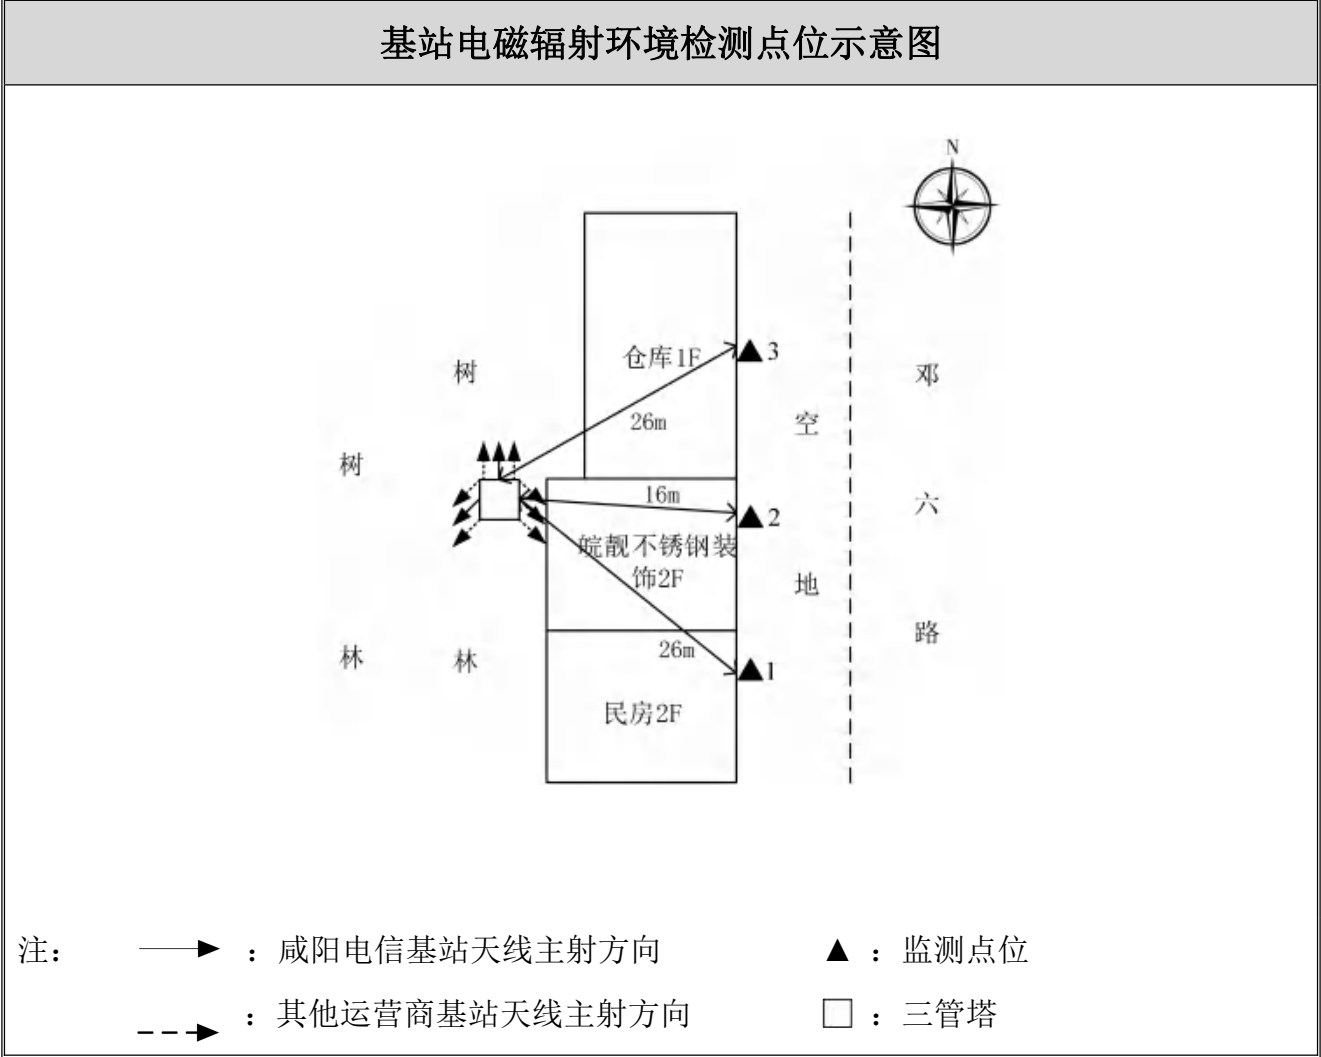 基站电磁辐射环境检测点位示意图
N
仓库1F
3
树
邓
26m
空
树
16m
2
六
皖靓不锈钢装
饰2F
地
路
26m
林
林
1
民房2F
注：
：咸阳电信基站天线主射方向
：监测点位
：其他运营商基站天线主射方向
：三管塔